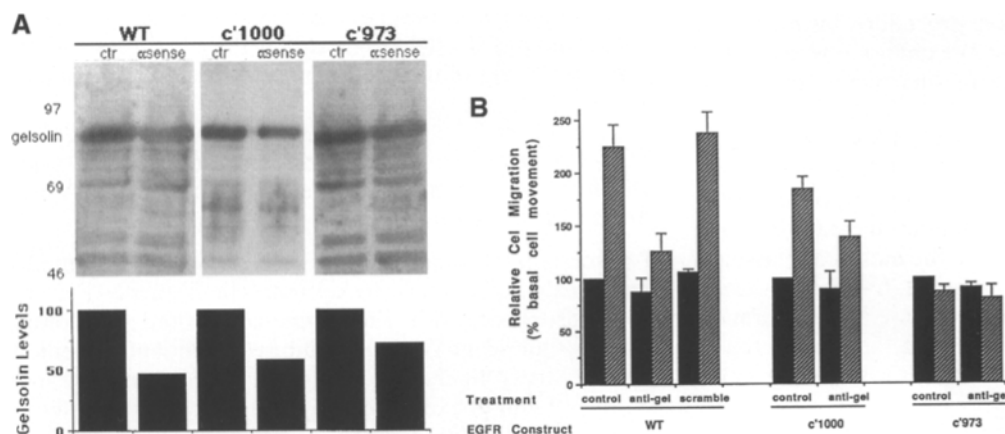 A
WT c'1000 c'973
ctr αsense ctr αsense ctr αsense
97
gelsolin
69
46
Gelsolin Levels
100
50
0
B
Relative Cel Migration
(% basal cell movement)
250
200
150
100
50
0
Treatment control anti-gel scramble control anti-gel control anti-gel
EGFR Construct WT c'1000 c'973